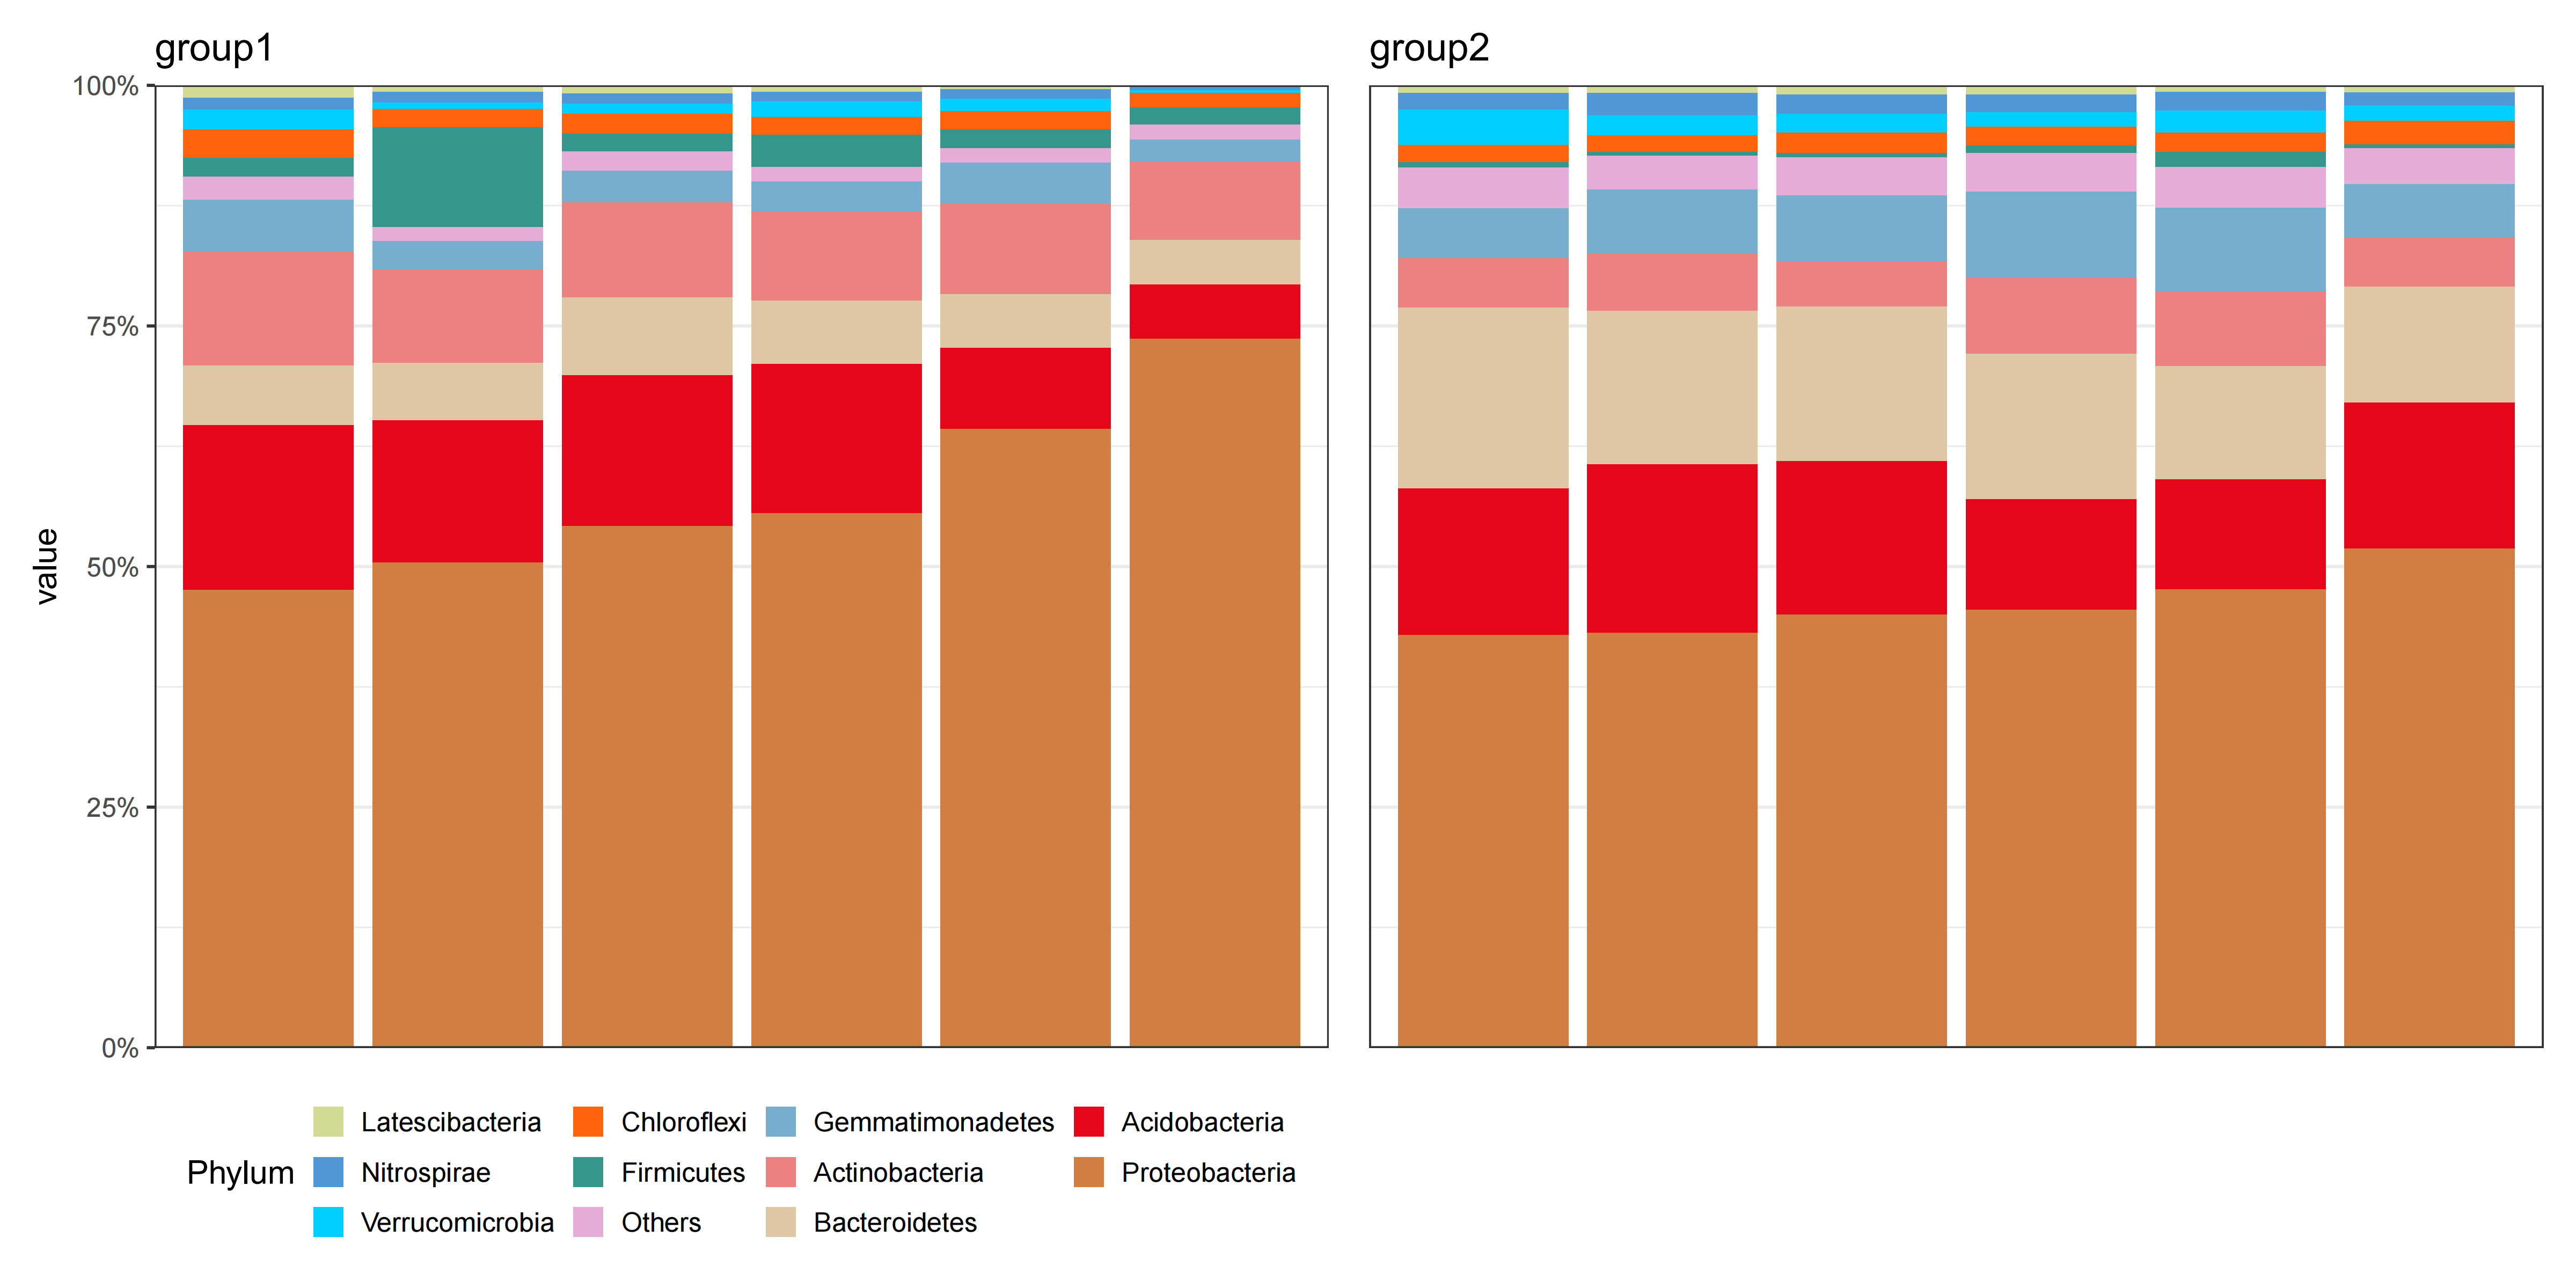 group1
group2
100%
75%
50%
25%
0%
value
Phylum
Latescibacteria
Nitrospirae
Verrucomicrobia
Chloroflexi
Firmicutes
Others
Gemmatimonadetes
Actinobacteria
Bacteroidetes
Acidobacteria
Proteobacteria